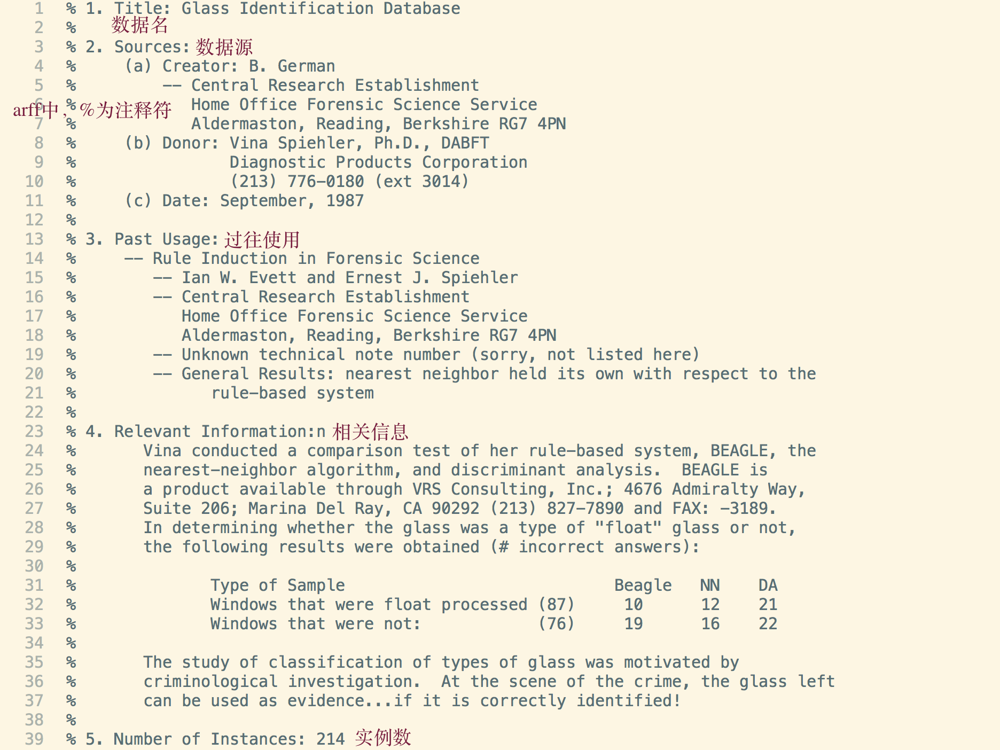 1 % 1. Title: Glass Identification Database
2 % 数据名
3 % 2. Sources: 数据源
4 % (a) Creator: B. German
5 % -- Central Research Establishment
6 % Home Office Forensic Science Service
arff中，%为注释符
7 % Aldermaston, Reading, Berkshire RG7 4PN
8 % (b) Donor: Vina Spiehler, Ph.D., DABFT
9 % Diagnostic Products Corporation
10 % (213) 776-0180 (ext 3014)
11 % (c) Date: September, 1987
12 %
13 % 3. Past Usage: 过往使用
14 % -- Rule Induction in Forensic Science
15 % -- Ian W. Evett and Ernest J. Spiehler
16 % -- Central Research Establishment
17 % Home Office Forensic Science Service
18 % Aldermaston, Reading, Berkshire RG7 4PN
19 % -- Unknown technical note number (sorry, not listed here)
20 % -- General Results: nearest neighbor held its own with respect to the
21 % rule-based system
22 %
23 % 4. Relevant Information:n 相关信息
24 % Vina conducted a comparison test of her rule-based system, BEAGLE, the
25 % nearest-neighbor algorithm, and discriminant analysis. BEAGLE is
26 % a product available through VRS Consulting, Inc.; 4676 Admiralty Way,
27 % Suite 206; Marina Del Ray, CA 90292 (213) 827-7890 and FAX: -3189.
28 % In determining whether the glass was a type of "float" glass or not,
29 % the following results were obtained (# incorrect answers):
30 %
31 % Type of Sample Beagle NN DA
32 % Windows that were float processed (87) 10 12 21
33 % Windows that were not: (76) 19 16 22
34 %
35 % The study of classification of types of glass was motivated by
36 % criminological investigation. At the scene of the crime, the glass left
37 % can be used as evidence...if it is correctly identified!
38 %
39 % 5. Number of Instances: 214 实例数